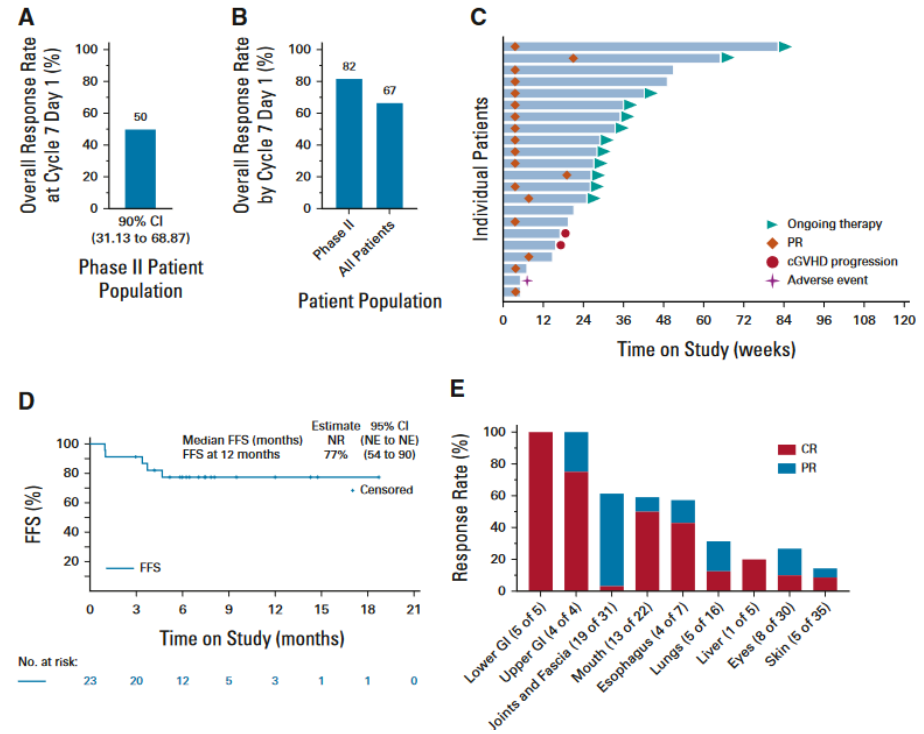 A
Overall Response Rate
at Cycle 7 Day 1 (%)
100
80
60
40
20
0
50
90% CI
(31.13 to 68.87)
Phase II Patient
Population
B
Overall Response Rate
by Cycle 7 Day 1 (%)
100
80
60
40
20
0
82
67
Phase II
All Patients
Patient Population
C
Individual Patients
Ongoing therapy
PR
cGVHD progression
Adverse event
0 12 24 36 48 60 72 84 96 108 120
Time on Study (weeks)
D
FFS (%)
100
80
60
40
20
Estimate 95% CI
Median FFS (months) NR (NE to NE)
FFS at 12 months 77% (54 to 90)
Censored
FFS
0 3 6 9 12 15 18 21
Time on Study (months)
No. at risk:
23 20 12 5 3 1 1 0
E
Response Rate (%)
100
80
60
40
20
0
CR
PR
Lower GI (5 of 5)
Upper GI (4 of 4)
Joints and Fascia (19 of 31)
Mouth (13 of 22)
Esophagus (4 of 7)
Lungs (5 of 16)
Liver (1 of 5)
Eyes (8 of 30)
Skin (5 of 35)